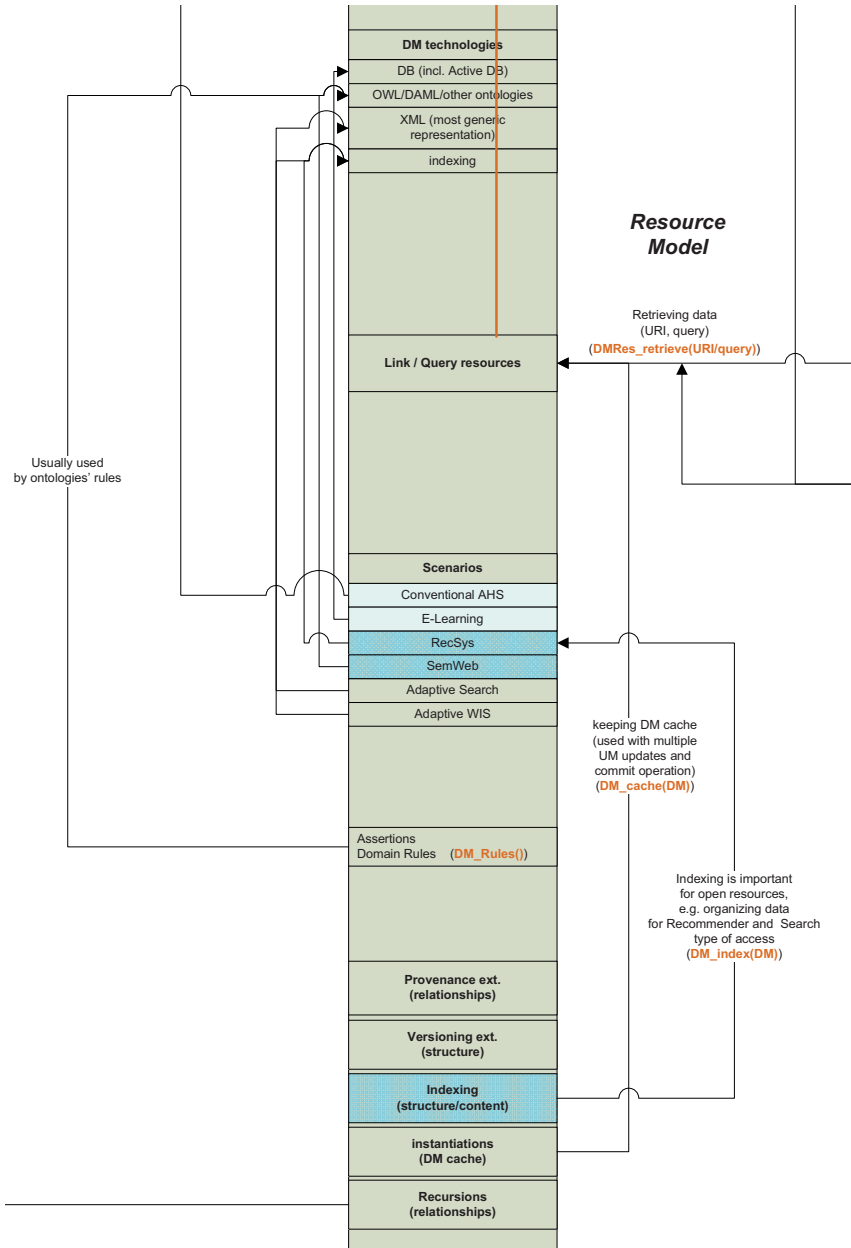 DM technologies
DB (incl. Active DB)
OWL/DAML/other ontologies
XML (most generic
representation)
indexing
Resource
Model
Retrieving data
(URI, query)
(DMRes_retrieve(URI/query))
Link / Query resources
Usually used
by ontologies' rules
Scenarios
Conventional AHS
E-Learning
RecSys
SemWeb
Adaptive Search
Adaptive WIS
keeping DM cache
(used with multiple
UM updates and
commit operation)
(DM_cache(DM))
Assertions
Domain Rules (DM_Rules())
Indexing is important
for open resources,
e.g. organizing data
for Recommender and Search
type of access
(DM_index(DM))
Provenance ext.
(relationships)
Versioning ext.
(structure)
Indexing
(structure/content)
instantiations
(DM cache)
Recursions
(relationships)